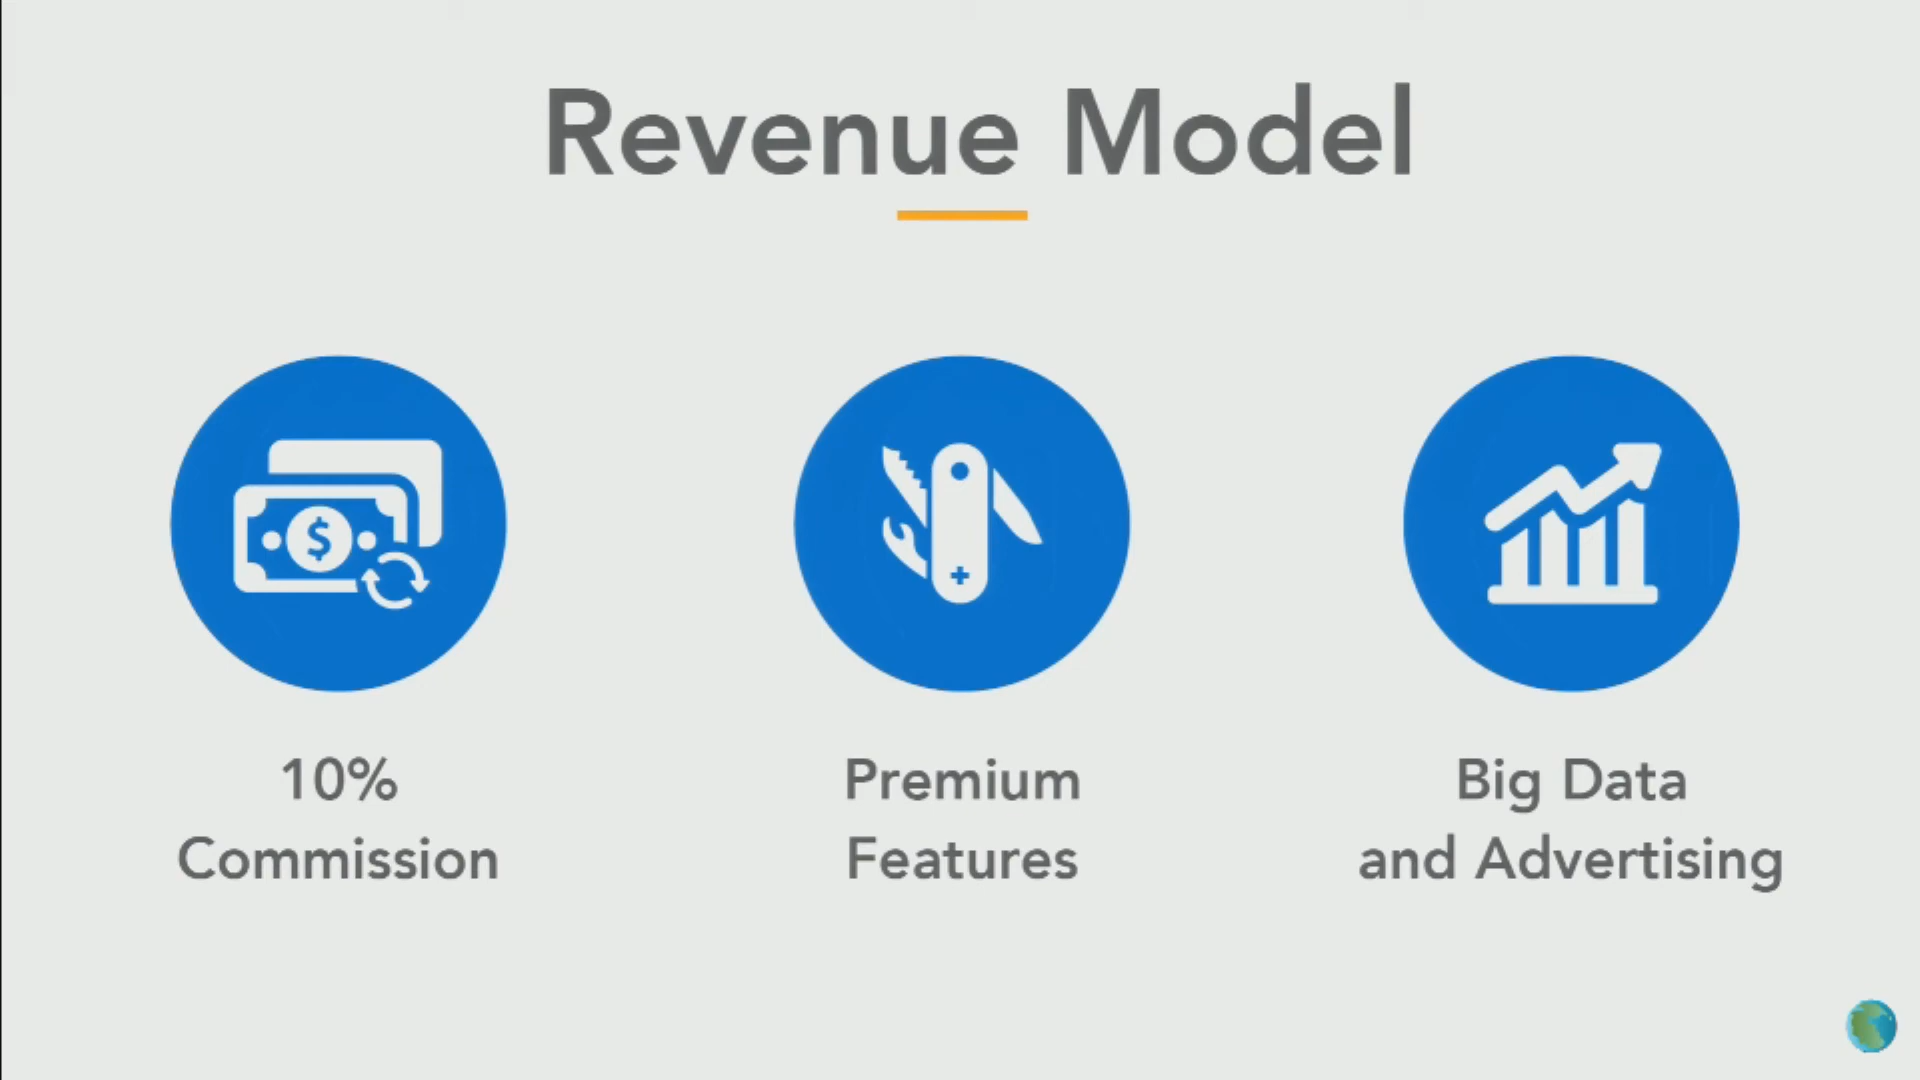 Revenue Model
$
10%
Commission
Premium
Features
Big Data
and Advertising